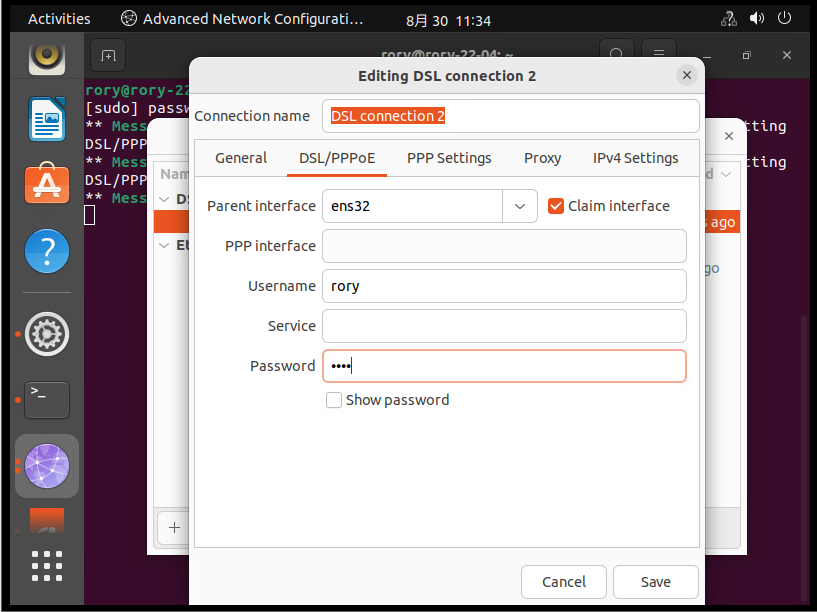 Activities
Advanced Network Configurati…
8月 30 11:34
rory@rory-22-04: ~
rory@rory-22
[sudo] passw
** Mess
tting
DSL/PPP
** Mess
tting
DSL/PPP
** Mess
Nam
d
DS
s ago
Et
go
Editing DSL connection 2
Connection name
DSL connection 2
General
DSL/PPPoE
PPP Settings
Proxy
IPv4 Settings
Parent interface
ens32
Claim interface
PPP interface
Username
rory
Service
Password
••••
Show password
Cancel
Save